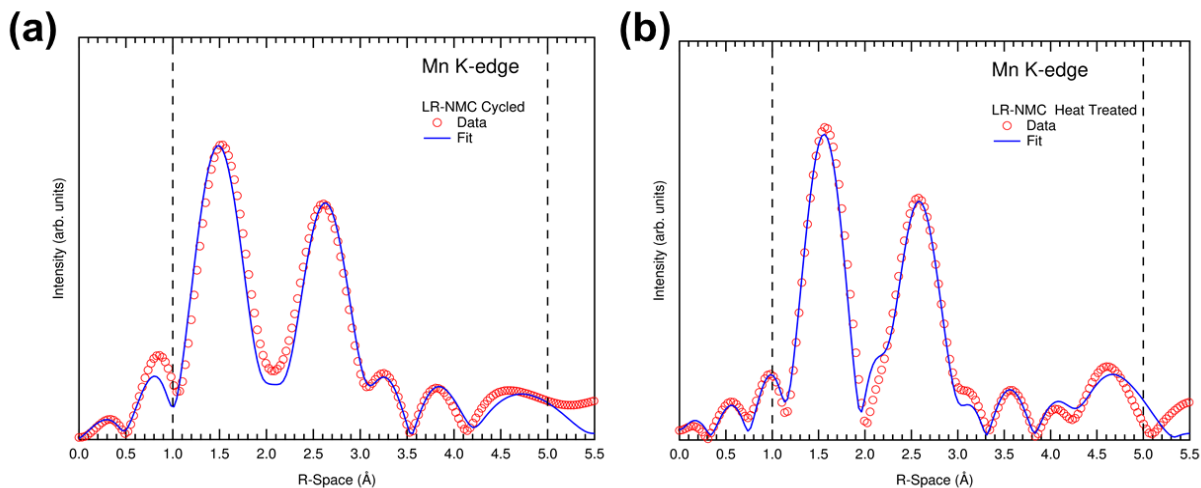 (a)
Mn K-edge
LR-NMC Cycled
Data
Fit
Intensity (arb. units)
0.0 0.5 1.0 1.5 2.0 2.5 3.0 3.5 4.0 4.5 5.0 5.5
R-Space (Å)
(b)
Mn K-edge
LR-NMC Heat Treated
Data
Fit
Intensity (arb. units)
0.0 0.5 1.0 1.5 2.0 2.5 3.0 3.5 4.0 4.5 5.0 5.5
R-Space (Å)